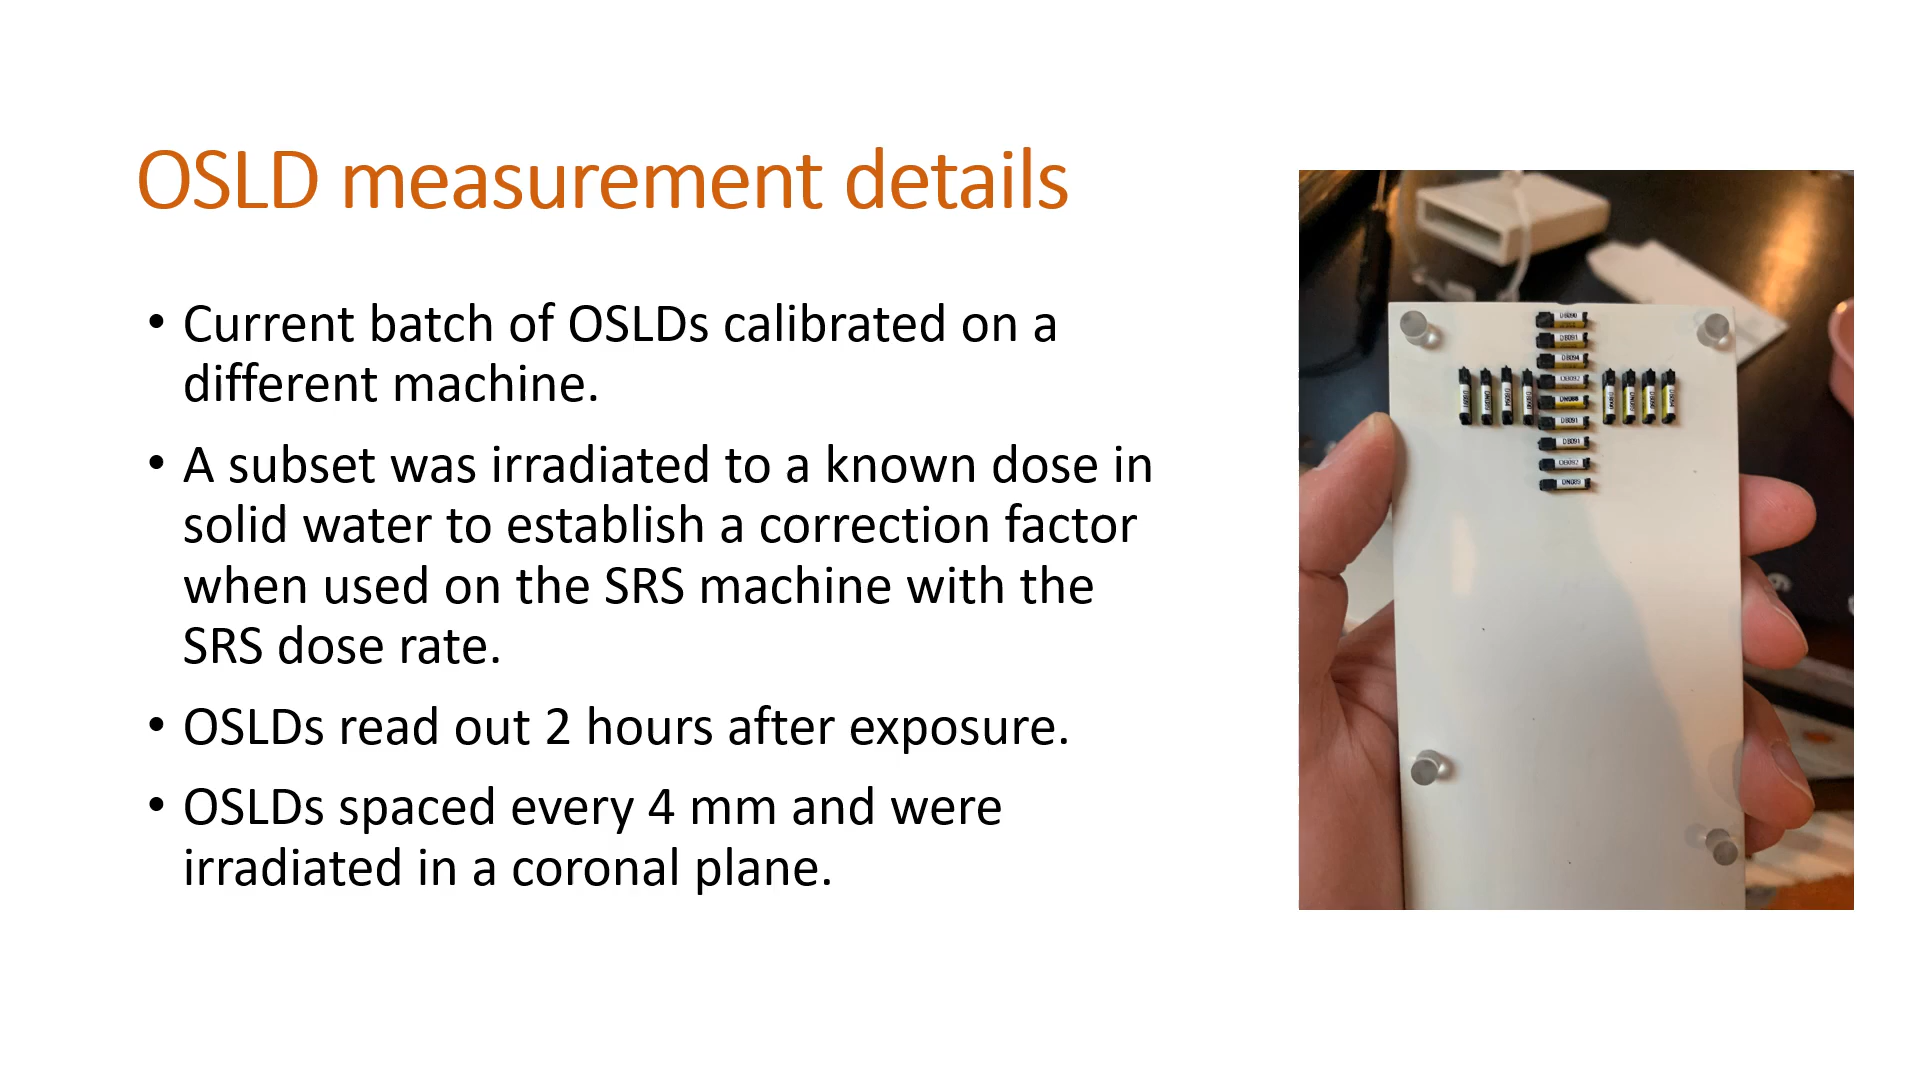 OSLD measurement details
• Current batch of OSLDs calibrated on a
different machine.
• A subset was irradiated to a known dose in
solid water to establish a correction factor
when used on the SRS machine with the
SRS dose rate.
• OSLDs read out 2 hours after exposure.
• OSLDs spaced every 4 mm and were
irradiated in a coronal plane.